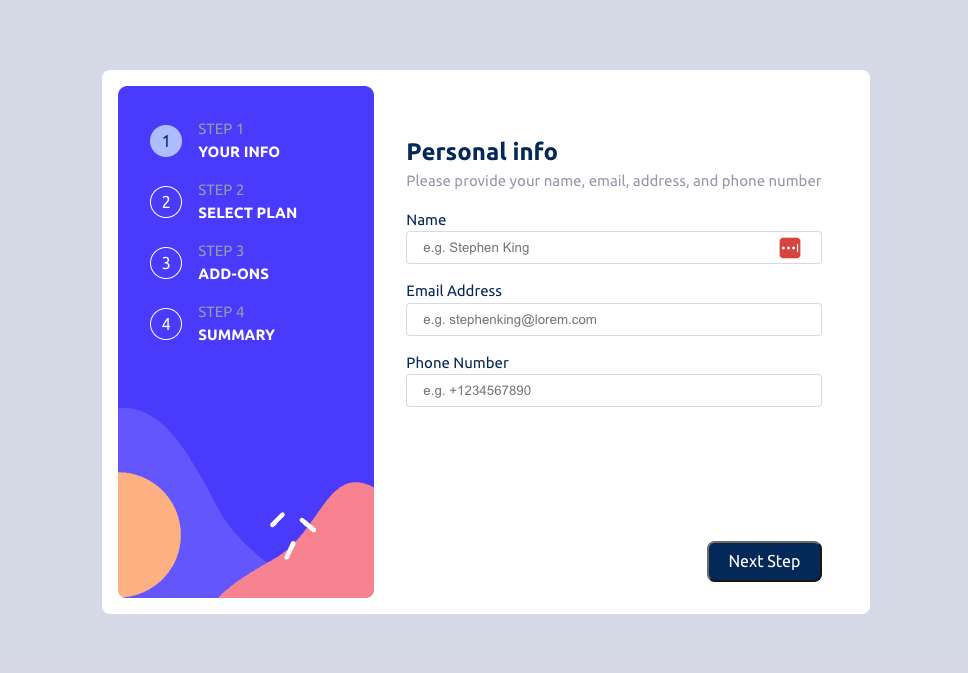 1
STEP 1
YOUR INFO
2
STEP 2
SELECT PLAN
3
STEP 3
ADD-ONS
4
STEP 4
SUMMARY
Personal info
Please provide your name, email, address, and phone number
Name
e.g. Stephen King
Email Address
e.g. stephenking@lorem.com
Phone Number
e.g. +1234567890
Next Step